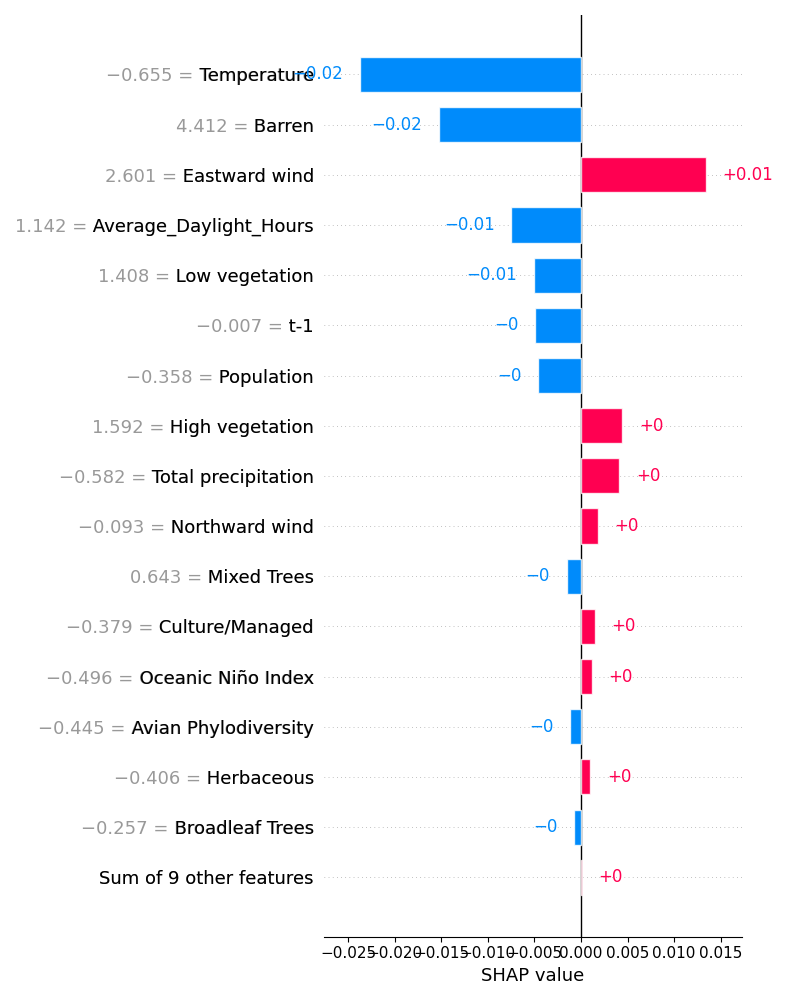 −0.655 = Temperature −0.02
4.412 = Barren −0.02
2.601 = Eastward wind +0.01
1.142 = Average_Daylight_Hours −0.01
1.408 = Low vegetation −0.01
−0.007 = t-1 −0
−0.358 = Population −0
1.592 = High vegetation +0
−0.582 = Total precipitation +0
−0.093 = Northward wind +0
0.643 = Mixed Trees −0
−0.379 = Culture/Managed +0
−0.496 = Oceanic Niño Index +0
−0.445 = Avian Phylodiversity −0
−0.406 = Herbaceous +0
−0.257 = Broadleaf Trees −0
Sum of 9 other features +0
−0.025 −0.020 −0.015 −0.010 −0.005 0.000 0.005 0.010 0.015
SHAP value